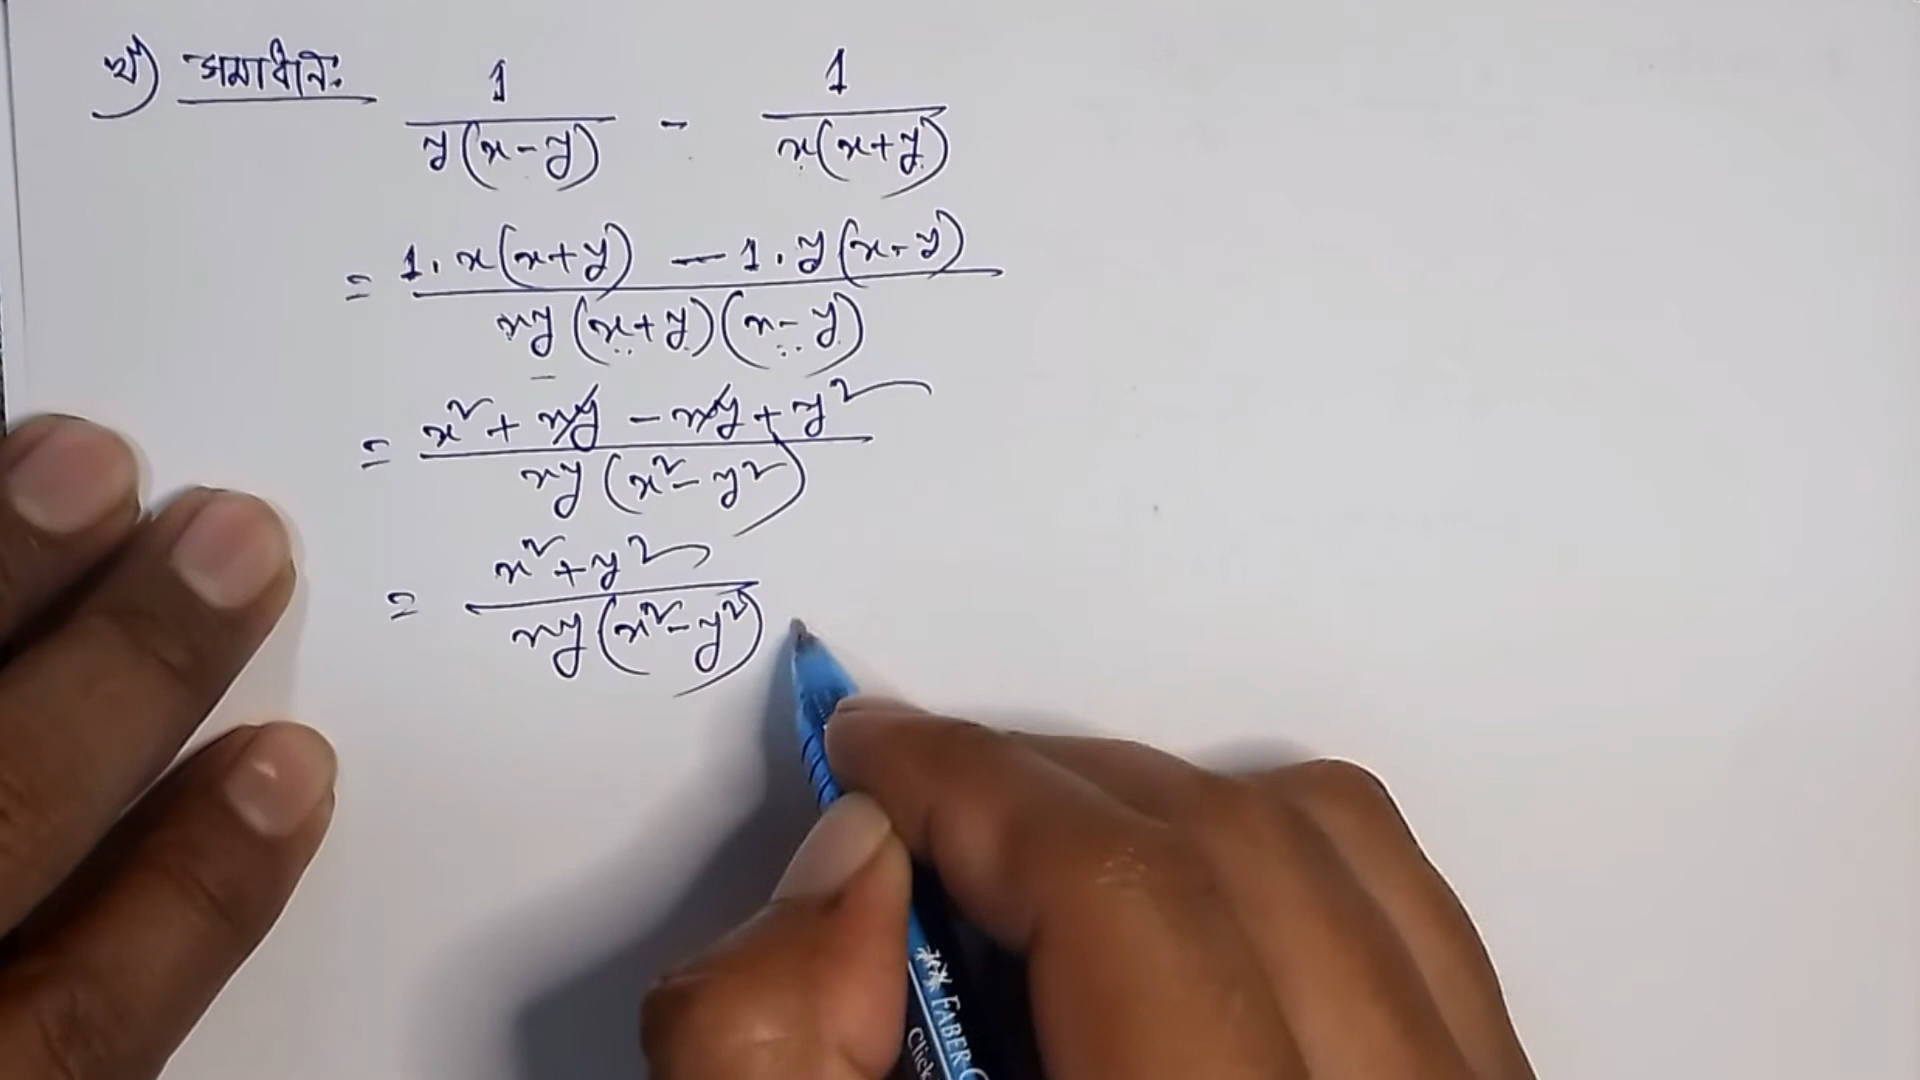 খ) সমাধান: 1/y(x-y) - 1/x(x+y)
= 1.x(x+y) - 1.y(x-y) / xy(x+y)(x-y)
= x²+xy-xy+y² / xy(x²-y²)
= x²+y² / xy(x²-y²)
FABER
Click